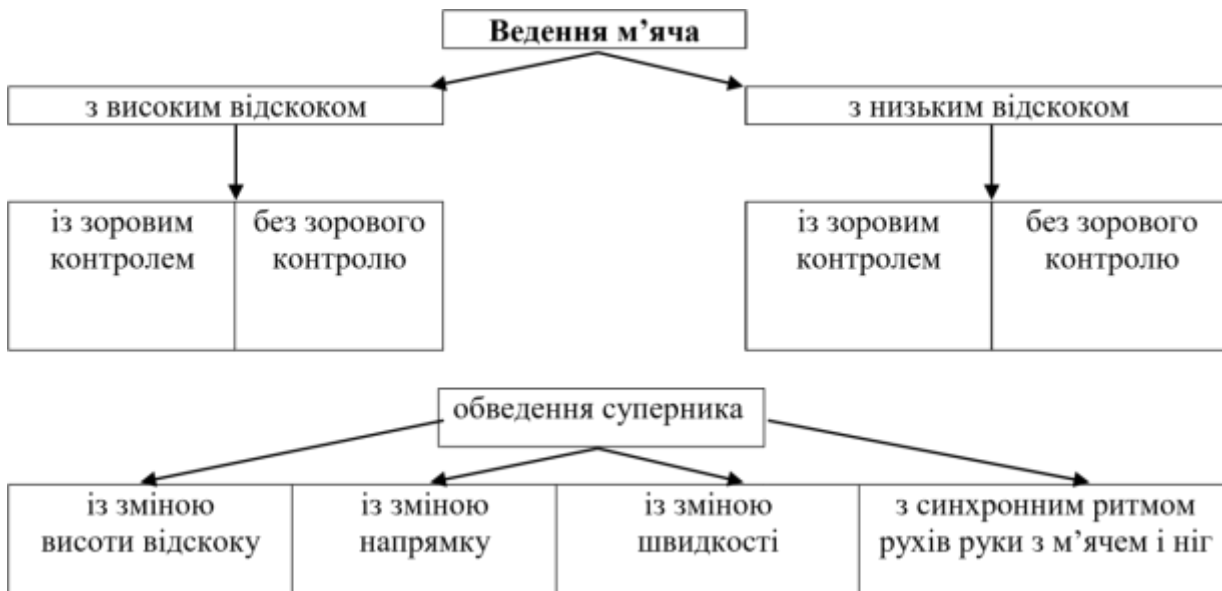 Ведення м’яча
з високим відскоком
з низьким відскоком
із зоровим
контролем
без зорового
контролю
із зоровим
контролем
без зорового
контролю
обведення суперника
із зміною
висоти відскоку
із зміною
напрямку
із зміною
швидкості
з синхронним ритмом
рухів руки з м’ячем і ніг